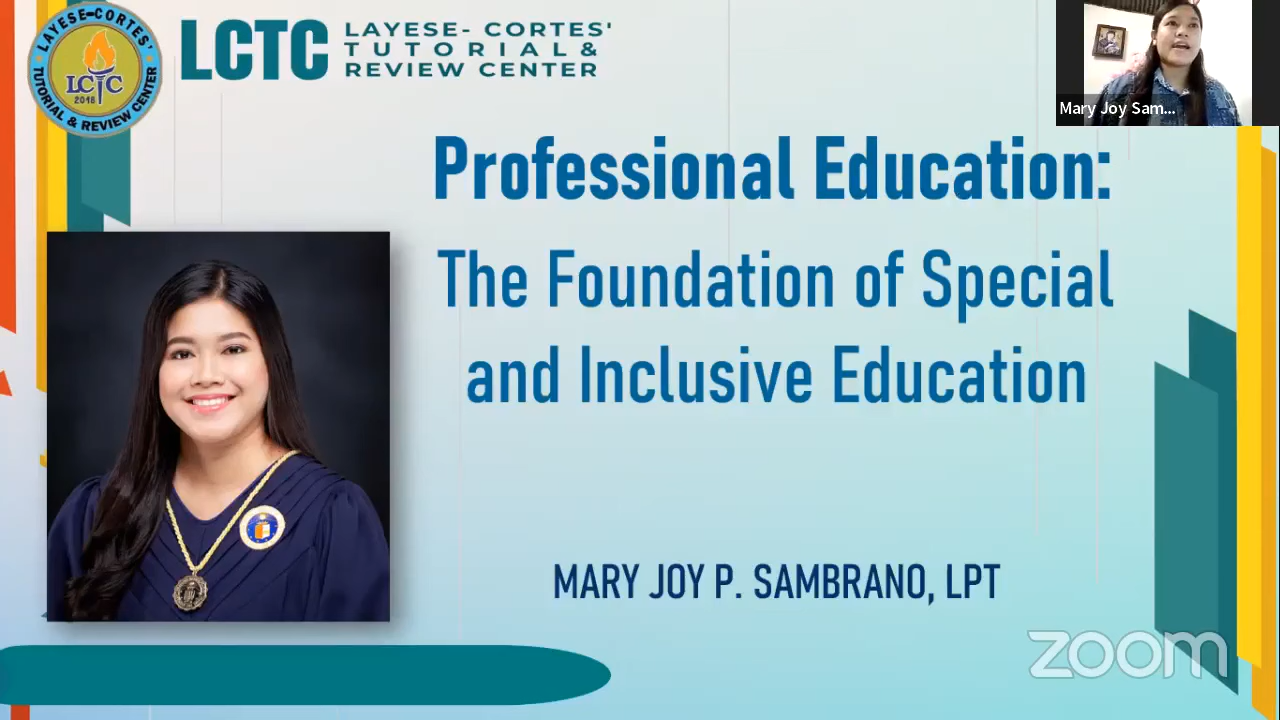 LAYESE-CORTES'
LCTC
2018
TUTORIAL & REVIEW CENTER
LCTC
LAYESE- CORTES'
TUTORIAL &
REVIEW CENTER
Mary Joy Sam...
Professional Education:
The Foundation of Special
and Inclusive Education
MARY JOY P. SAMBRANO, LPT
zoom